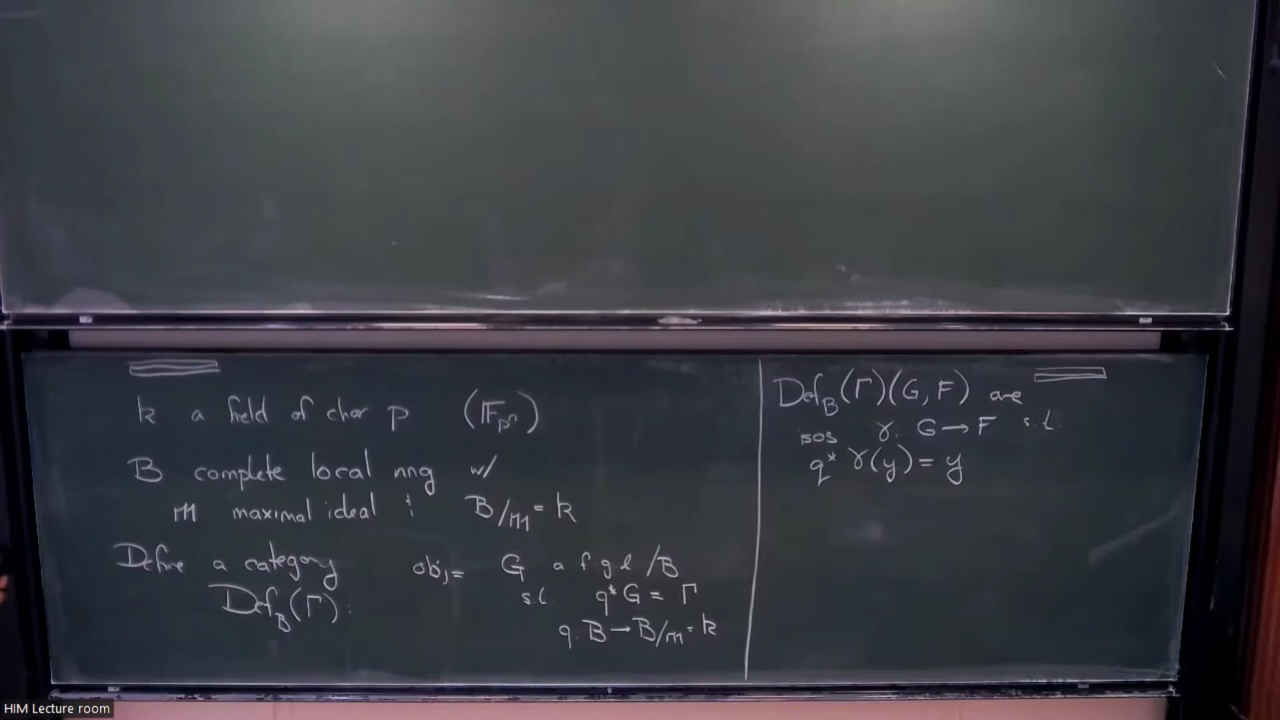 k a field of char p (𝔽_{pⁿ})
B complete local ring w/
𝔪 maximal ideal & B/𝔪 = k
Define a category
Def_B(Γ):
obj = G a f g l /B
s.t. q*G = Γ
q: B → B/𝔪 = k
Def_B(Γ)(G, F) are
isos γ: G → F s.t.
q* γ(y) = y
HIM Lecture room